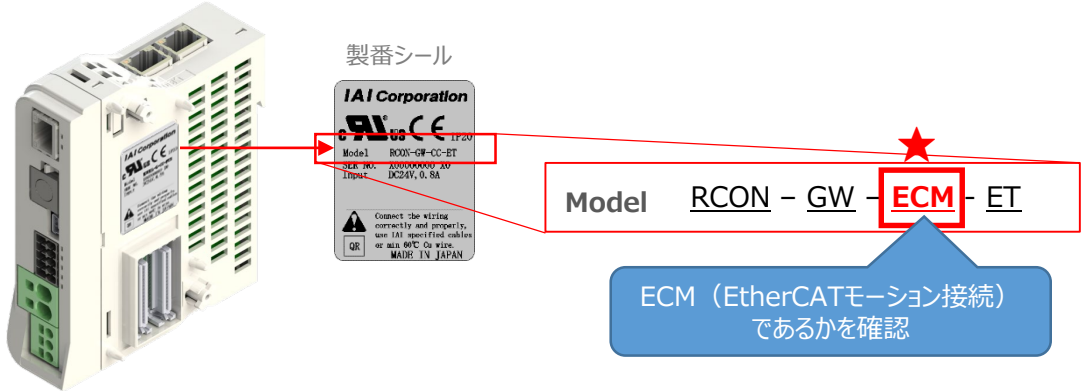 製番シール
IAI Corporation
c RU us CE IP20
Model RCON-GW-CC-ET
SER No. X00000000 X0
Input DC24V, 0.8A
Connect the wiring
correctly and properly,
use IAI specified cables
or min 60℃ Cu wire.
QR
MADE IN JAPAN
IAI Corporation
Model RCON – GW – ECM – ET
ECM（EtherCATモーション接続）
であるかを確認